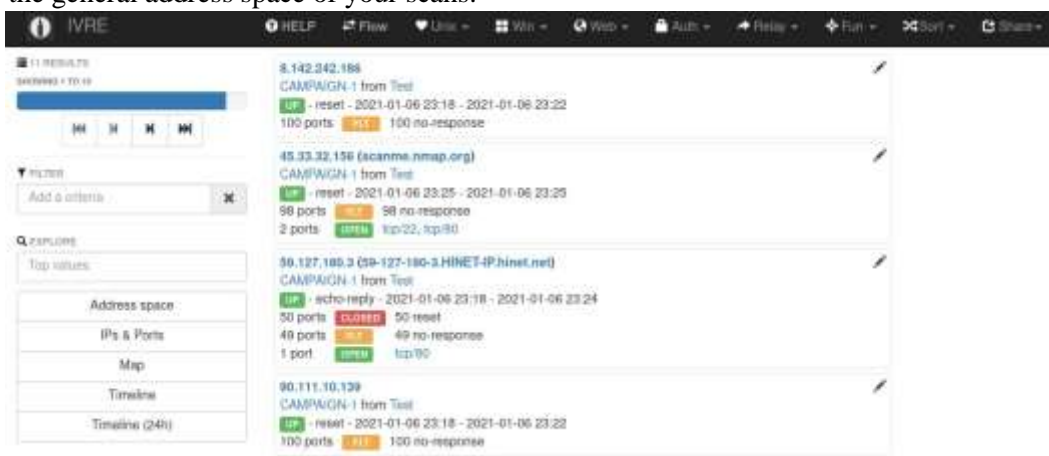 the general address space of your scans.
IVRE HELP Flow Unix Win Web Auth Relay Fun Sort Share
11 RESULTS
SHOWING 1 TO 10
FILTER
Add a criteria
EXPLORE
Top values
Address space
IPs & Ports
Map
Timeline
Timeline (24h)
8.142.242.186
CAMPAIGN-1 from Test
UP - reset - 2021-01-06 23:18 - 2021-01-06 23:22
100 ports FLT 100 no-response
45.33.32.156 (scanme.nmap.org)
CAMPAIGN-1 from Test
UP - reset - 2021-01-06 23:25 - 2021-01-06 23:25
98 ports FLT 98 no-response
2 ports OPEN tcp/22, tcp/80
59.127.180.3 (59-127-180-3.HINET-IP.hinet.net)
CAMPAIGN-1 from Test
UP - echo-reply - 2021-01-06 23:18 - 2021-01-06 23:24
50 ports CLOSED 50 reset
49 ports FLT 49 no-response
1 port OPEN tcp/80
90.111.10.139
CAMPAIGN-1 from Test
UP - reset - 2021-01-06 23:18 - 2021-01-06 23:22
100 ports FLT 100 no-response